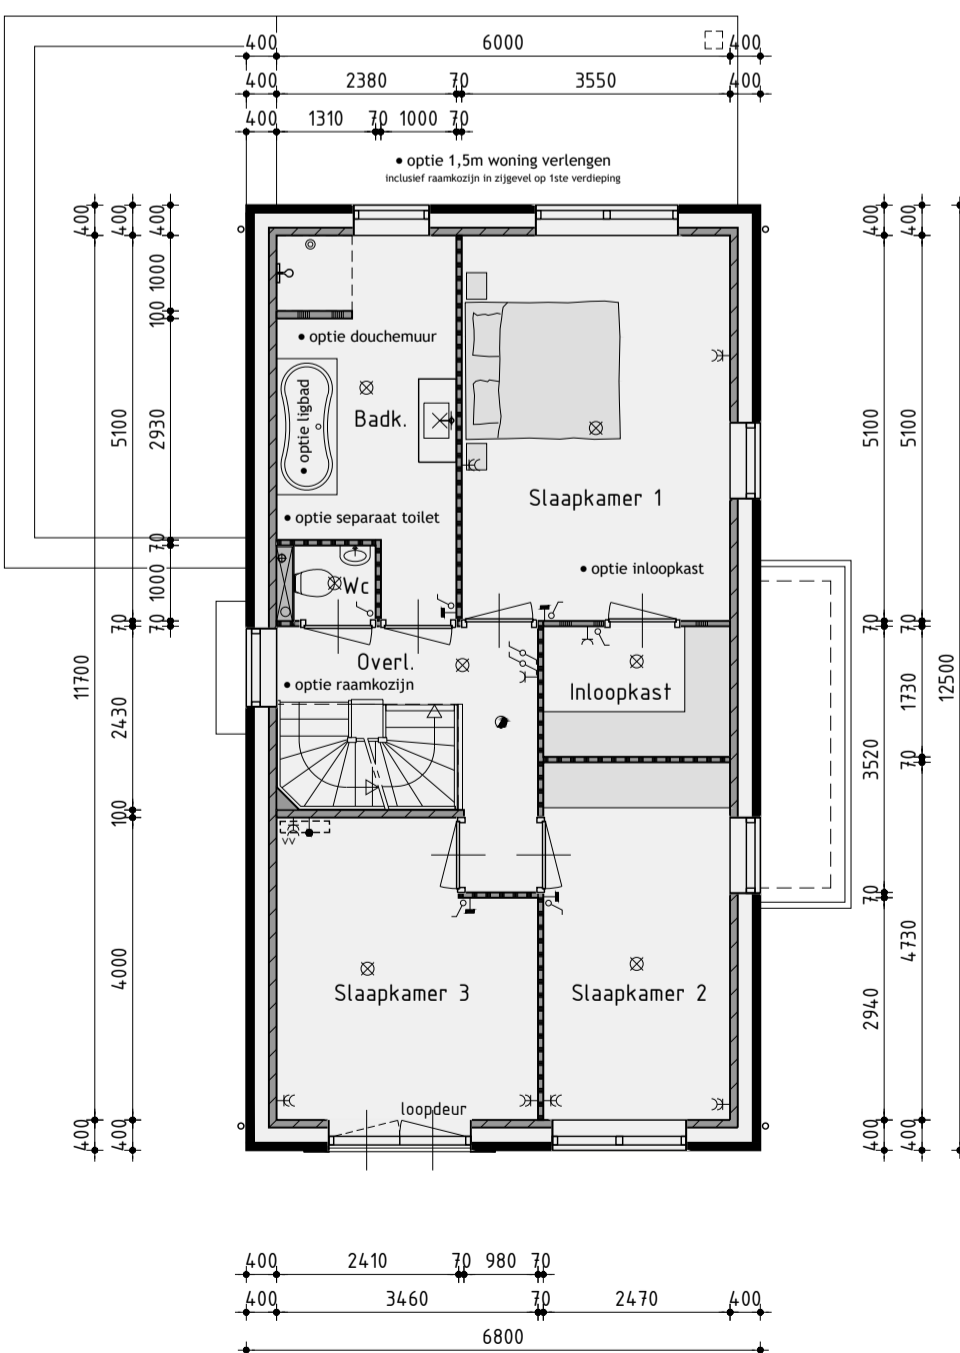 400 6000 400
400 2380 70 3550 400
400 1310 70 1000 70
• optie 1,5m woning verlengen
inclusief raamkozijn in zijgevel op 1ste verdieping
400 400 400 400 400
1000
100
• optie douchemuur
5100 2930 5100 5100
• optie ligbad
Badk.
Slaapkamer 1
• optie separaat toilet
70
• optie inloopkast
1000
Wc
70 70 70 70
Overl.
11700 12500
• optie raamkozijn
Inloopkast
2430 1730
3520
70
100
70
4000 4730
Slaapkamer 3 Slaapkamer 2
2940
loopdeur
400 400 400 400
400 2410 70 980 70
400 3460 70 2470 400
6800